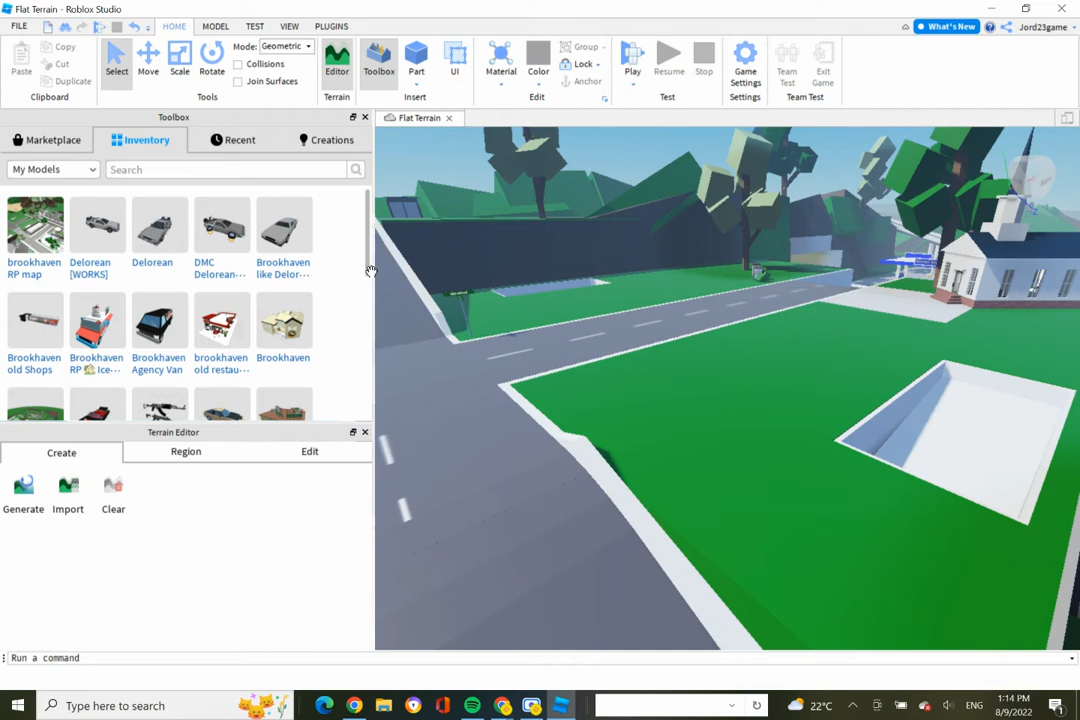 Flat Terrain - Roblox Studio
FILE
HOME MODEL TEST VIEW PLUGINS
What's New
Jord23game
Paste
Copy
Cut
Duplicate
Clipboard
Select
Move
Scale
Rotate
Mode: Geometric
Collisions
Join Surfaces
Tools
Editor
Terrain
Toolbox
Part
UI
Insert
Material
Color
Group
Lock
Anchor
Edit
Play
Resume
Stop
Test
Game Settings
Settings
Team Test
Exit Game
Team Test
Toolbox
Marketplace Inventory Recent Creations
My Models
Search
brookhaven RP map
Delorean [WORKS]
Delorean
DMC Delorean...
Brookhaven like Delor...
Brookhaven old Shops
Brookhaven RP 🏠 Ice...
Brookhaven Agency Van
brookhaven old restau...
Brookhaven
Terrain Editor
Create Region Edit
Generate Import Clear
Flat Terrain
Run a command
Type here to search
22°C
ENG
1:14 PM
8/9/2022
1